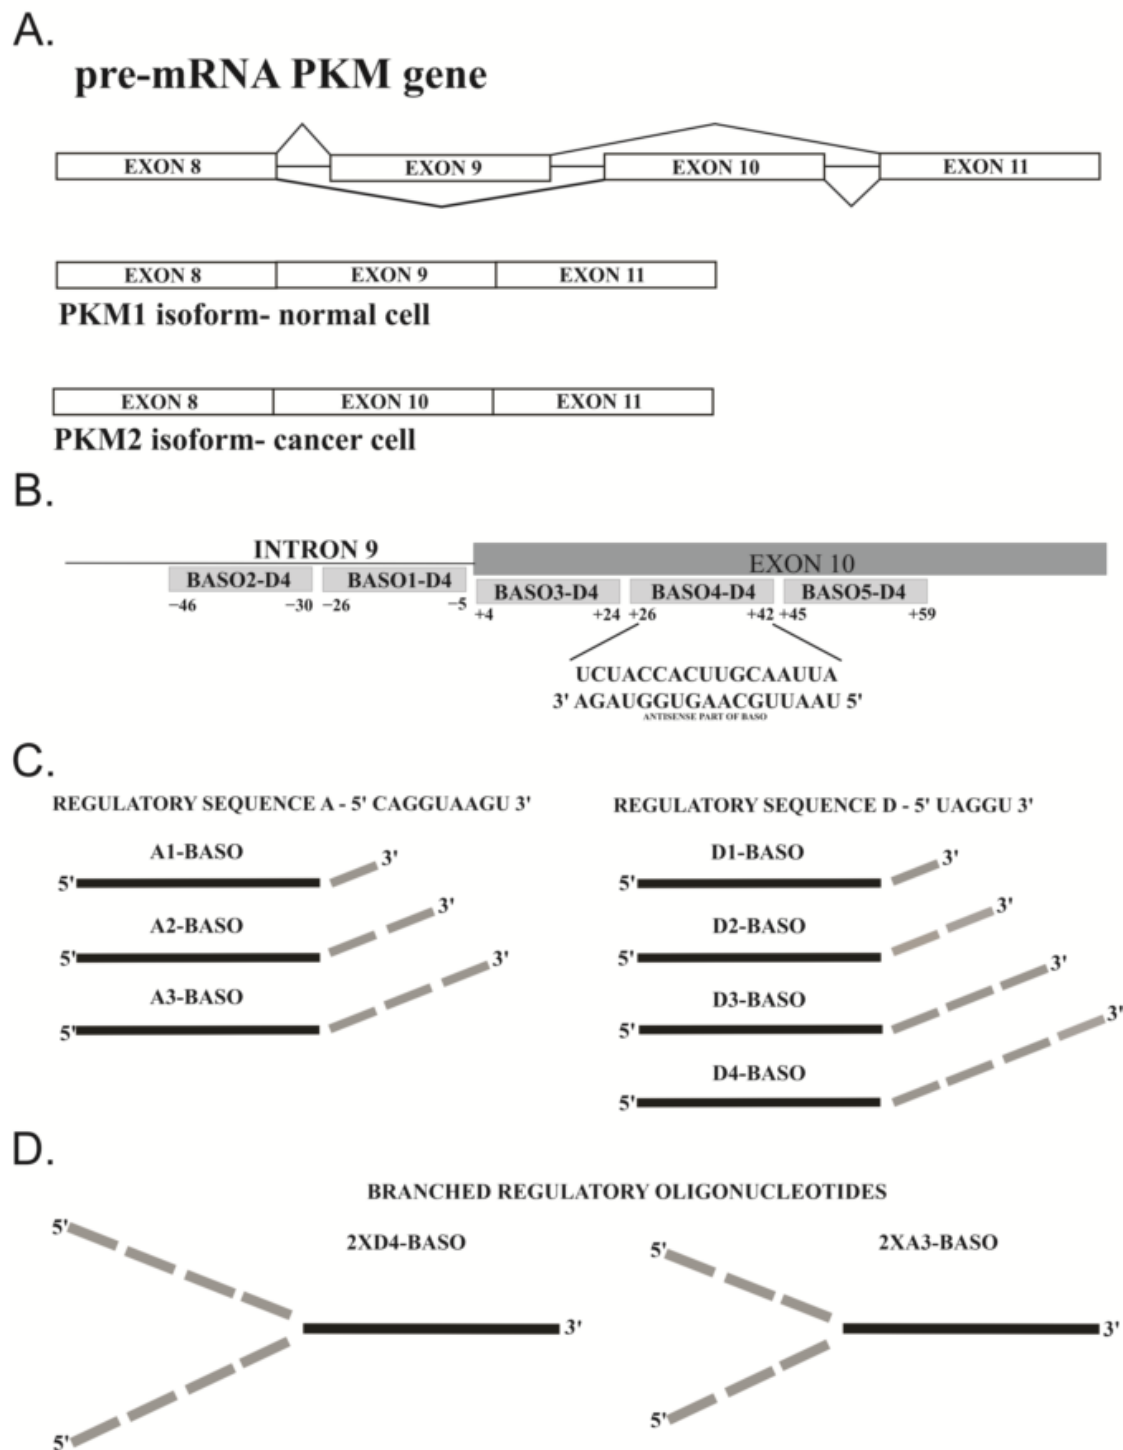 A.
pre-mRNA PKM gene
EXON 8 EXON 9 EXON 10 EXON 11
EXON 8 EXON 9 EXON 11
PKM1 isoform- normal cell
EXON 8 EXON 10 EXON 11
PKM2 isoform- cancer cell
B.
INTRON 9 EXON 10
BASO2-D4 BASO1-D4 BASO3-D4 BASO4-D4 BASO5-D4
−46 −30 −26 −5 +4 +24 +26 +42 +45 +59
UCUACCACUUGCAAUUA
3' AGAUGGUGAACGUUAAU 5'
ANTISENSE PART OF BASO
C.
REGULATORY SEQUENCE A - 5' CAGGUAAGU 3'
A1-BASO
5' 3'
A2-BASO
5' 3'
A3-BASO
5' 3'
REGULATORY SEQUENCE D - 5' UAGGU 3'
D1-BASO
5' 3'
D2-BASO
5' 3'
D3-BASO
5' 3'
D4-BASO
5' 3'
D.
BRANCHED REGULATORY OLIGONUCLEOTIDES
5' 2XD4-BASO
3'
5'
5' 2XA3-BASO
3'
5'